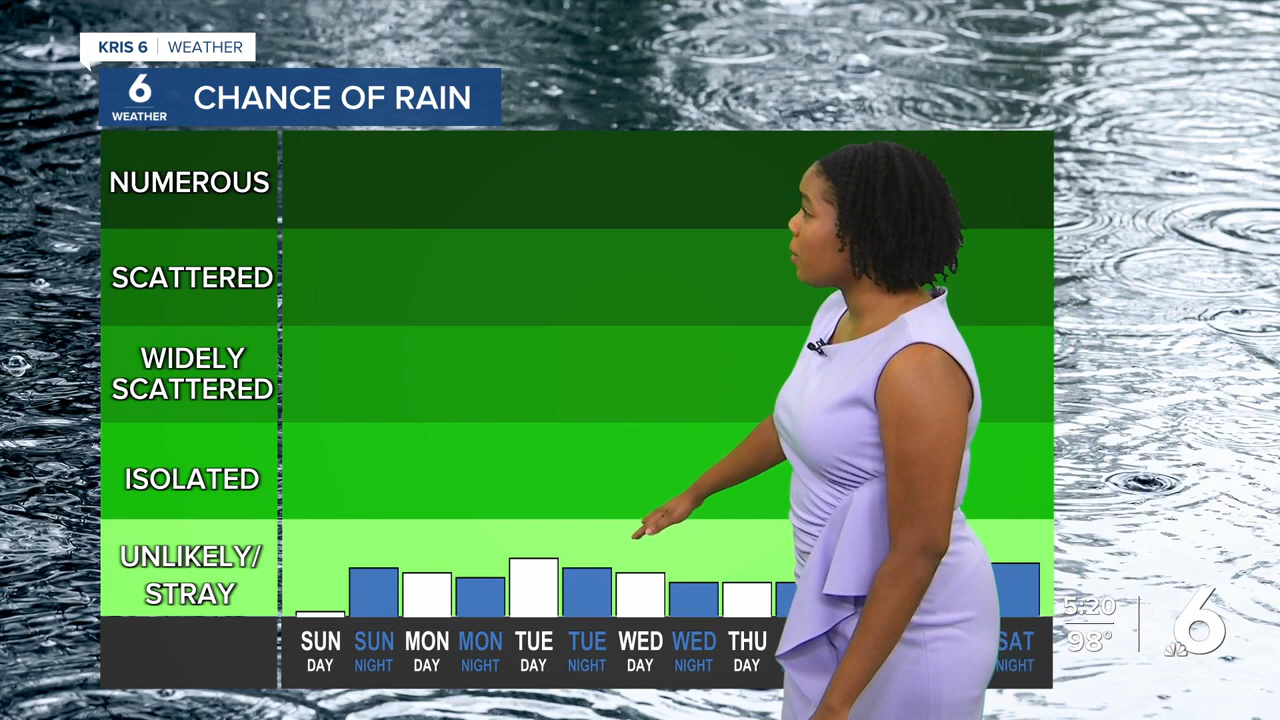 KRIS 6 | WEATHER
6
WEATHER
CHANCE OF RAIN
NUMEROUS
SCATTERED
WIDELY
SCATTERED
ISOLATED
UNLIKELY/
STRAY
SUN SUN MON MON TUE TUE WED WED THU SAT
DAY NIGHT DAY NIGHT DAY NIGHT DAY NIGHT DAY NIGHT
5:20
98°
6